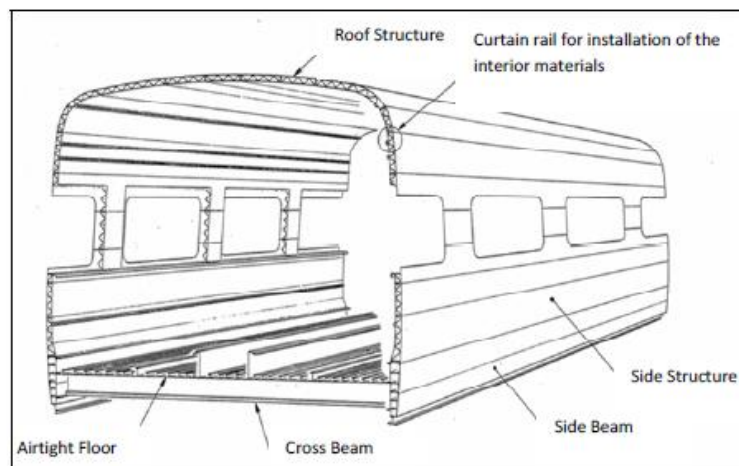 Roof Structure
Curtain rail for installation of the
interior materials
Side Structure
Side Beam
Airtight Floor
Cross Beam